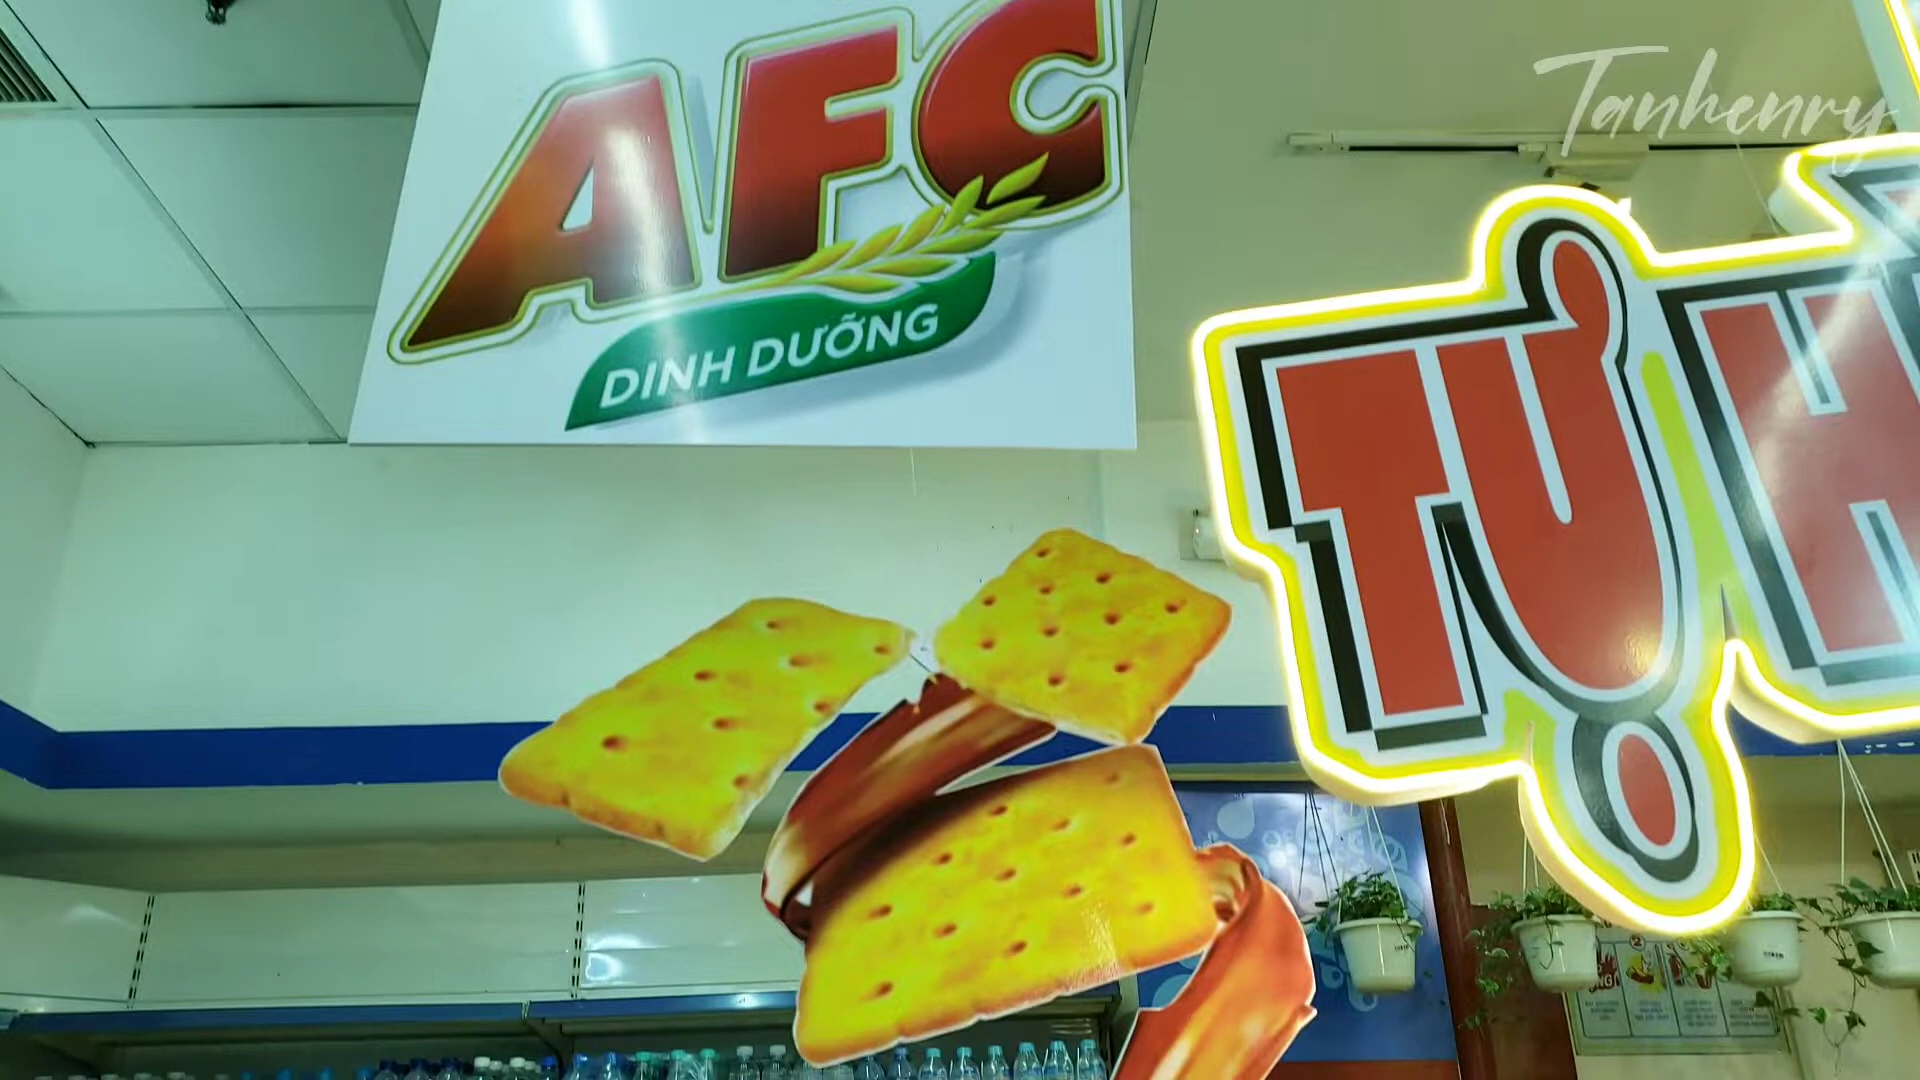 AFC
DINH DƯỠNG
Tanhenry
TỰ H